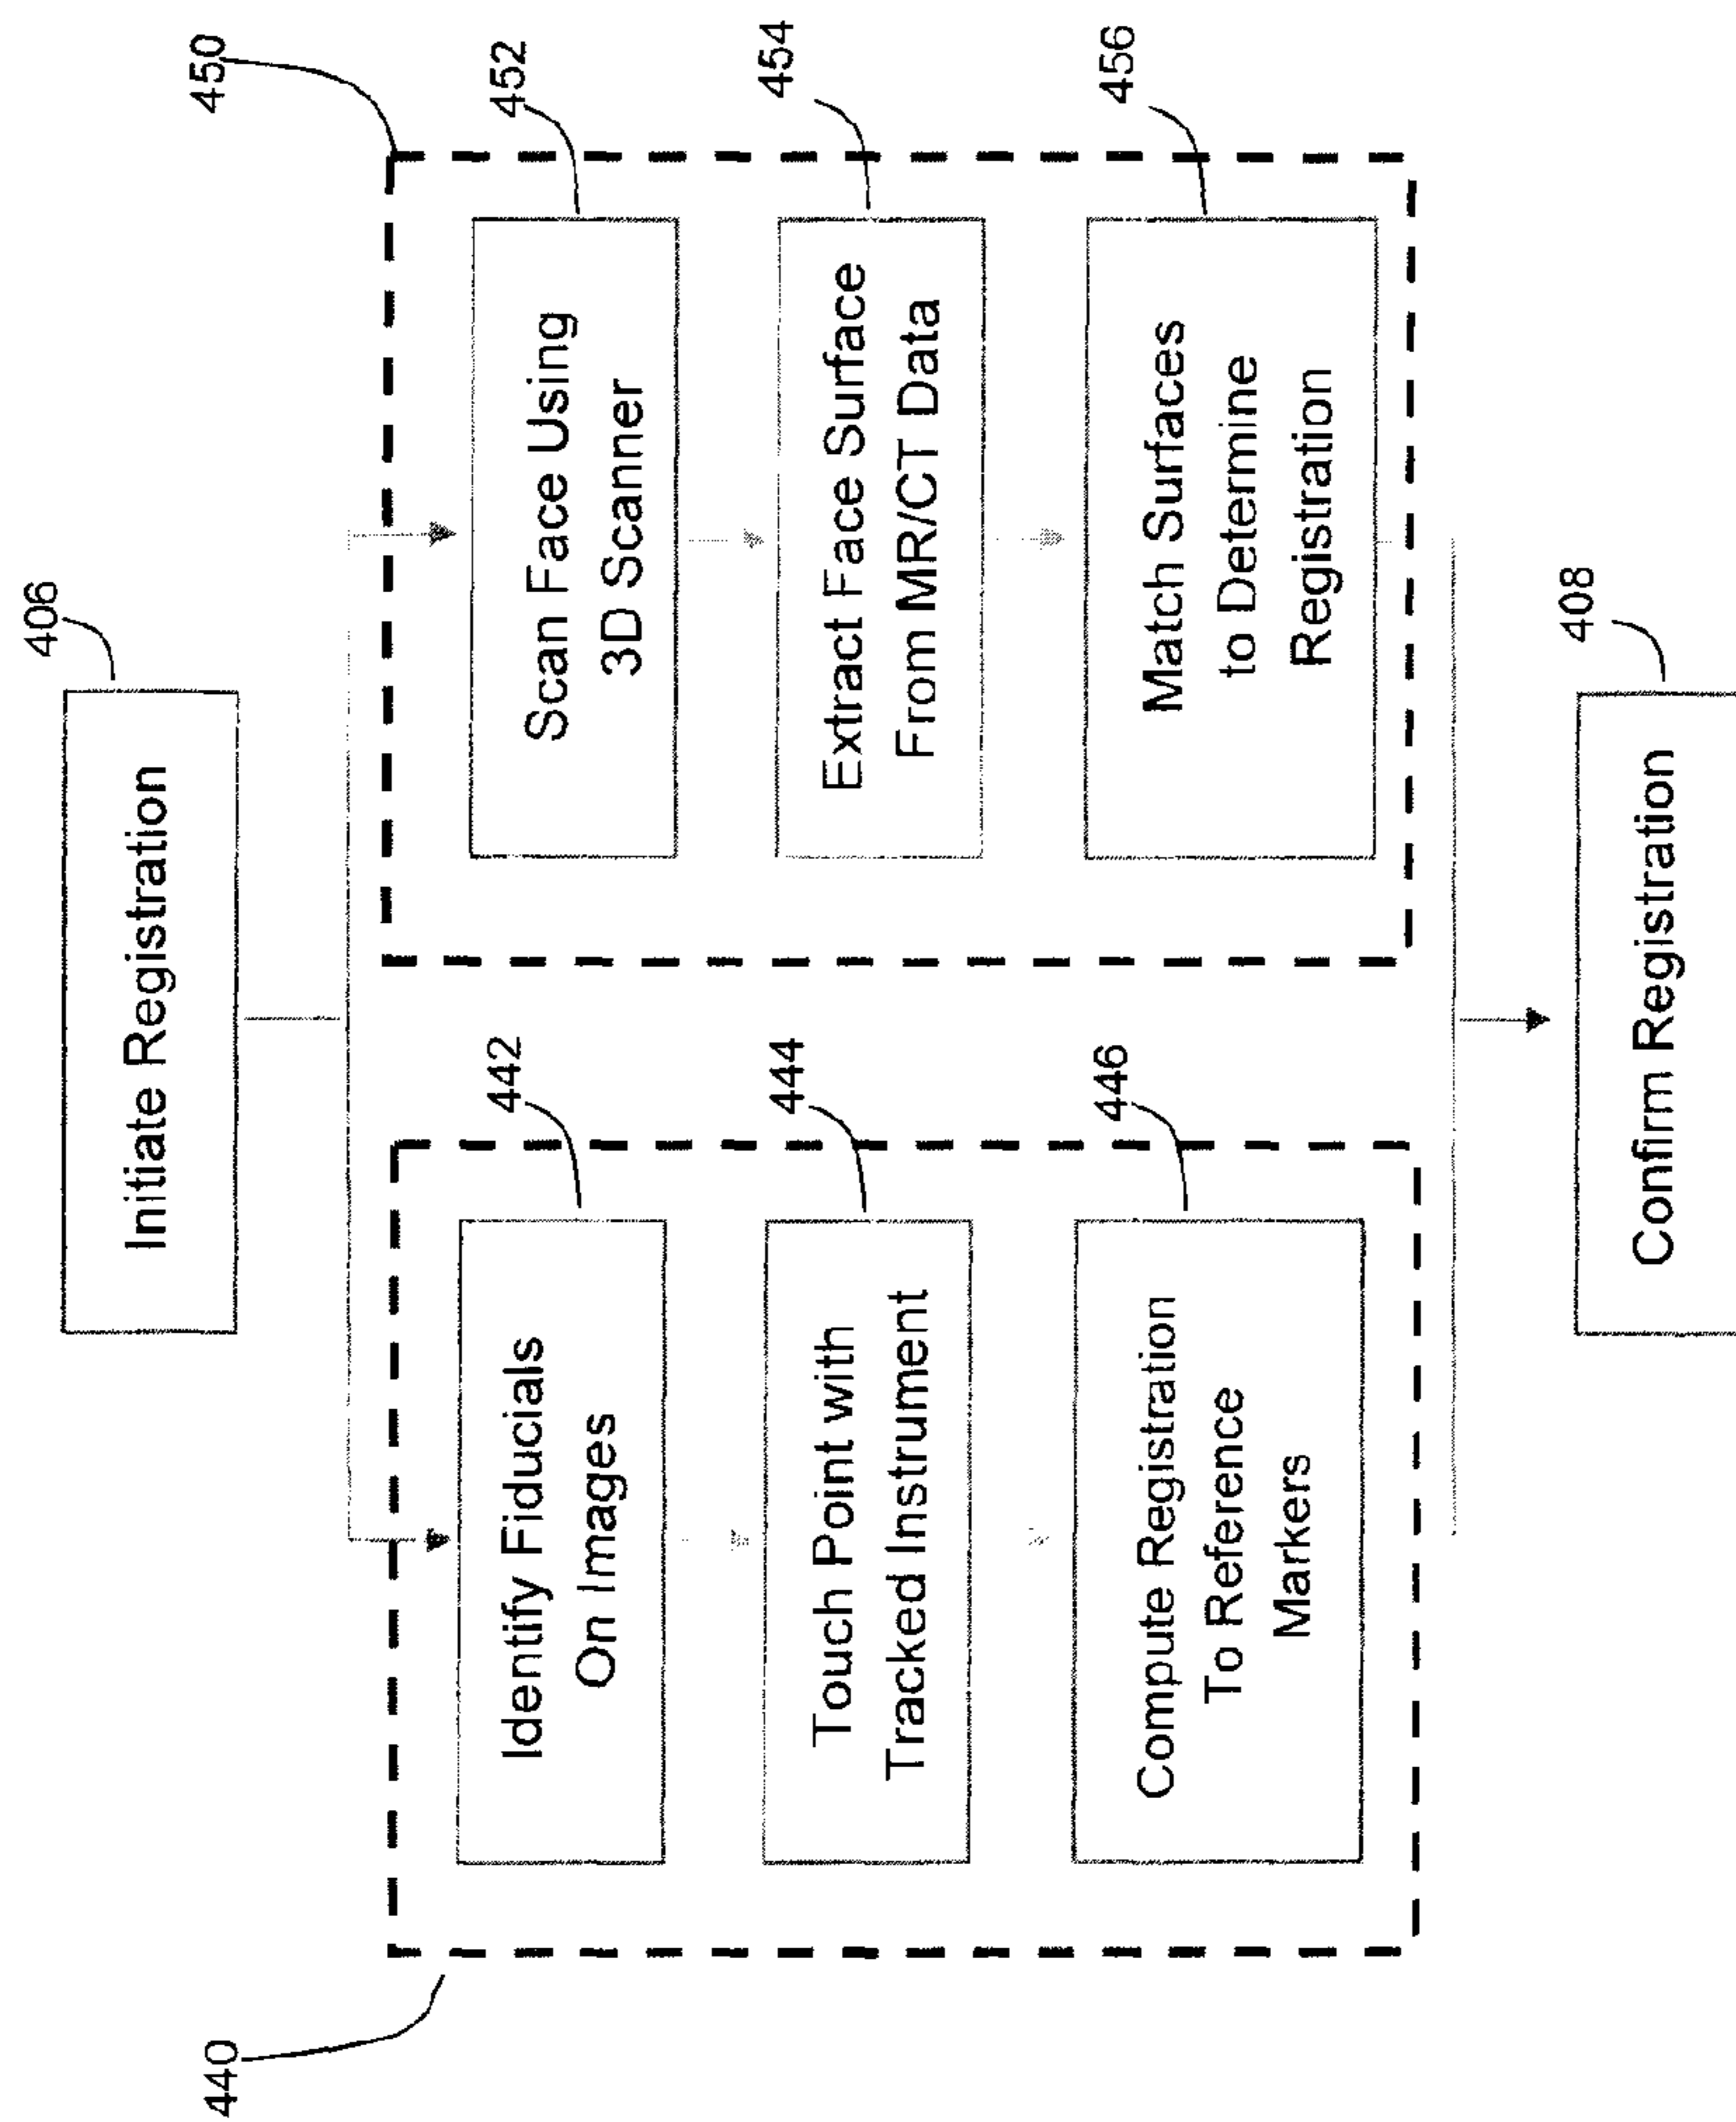 406
Initiate Registration
440
450
442
Identify Fiducials
On Images
444
Touch Point with
Tracked Instrument
446
Compute Registration
To Reference
Markers
452
Scan Face Using
3D Scanner
454
Extract Face Surface
From MR/CT Data
456
Match Surfaces
to Determine
Registration
408
Confirm Registration